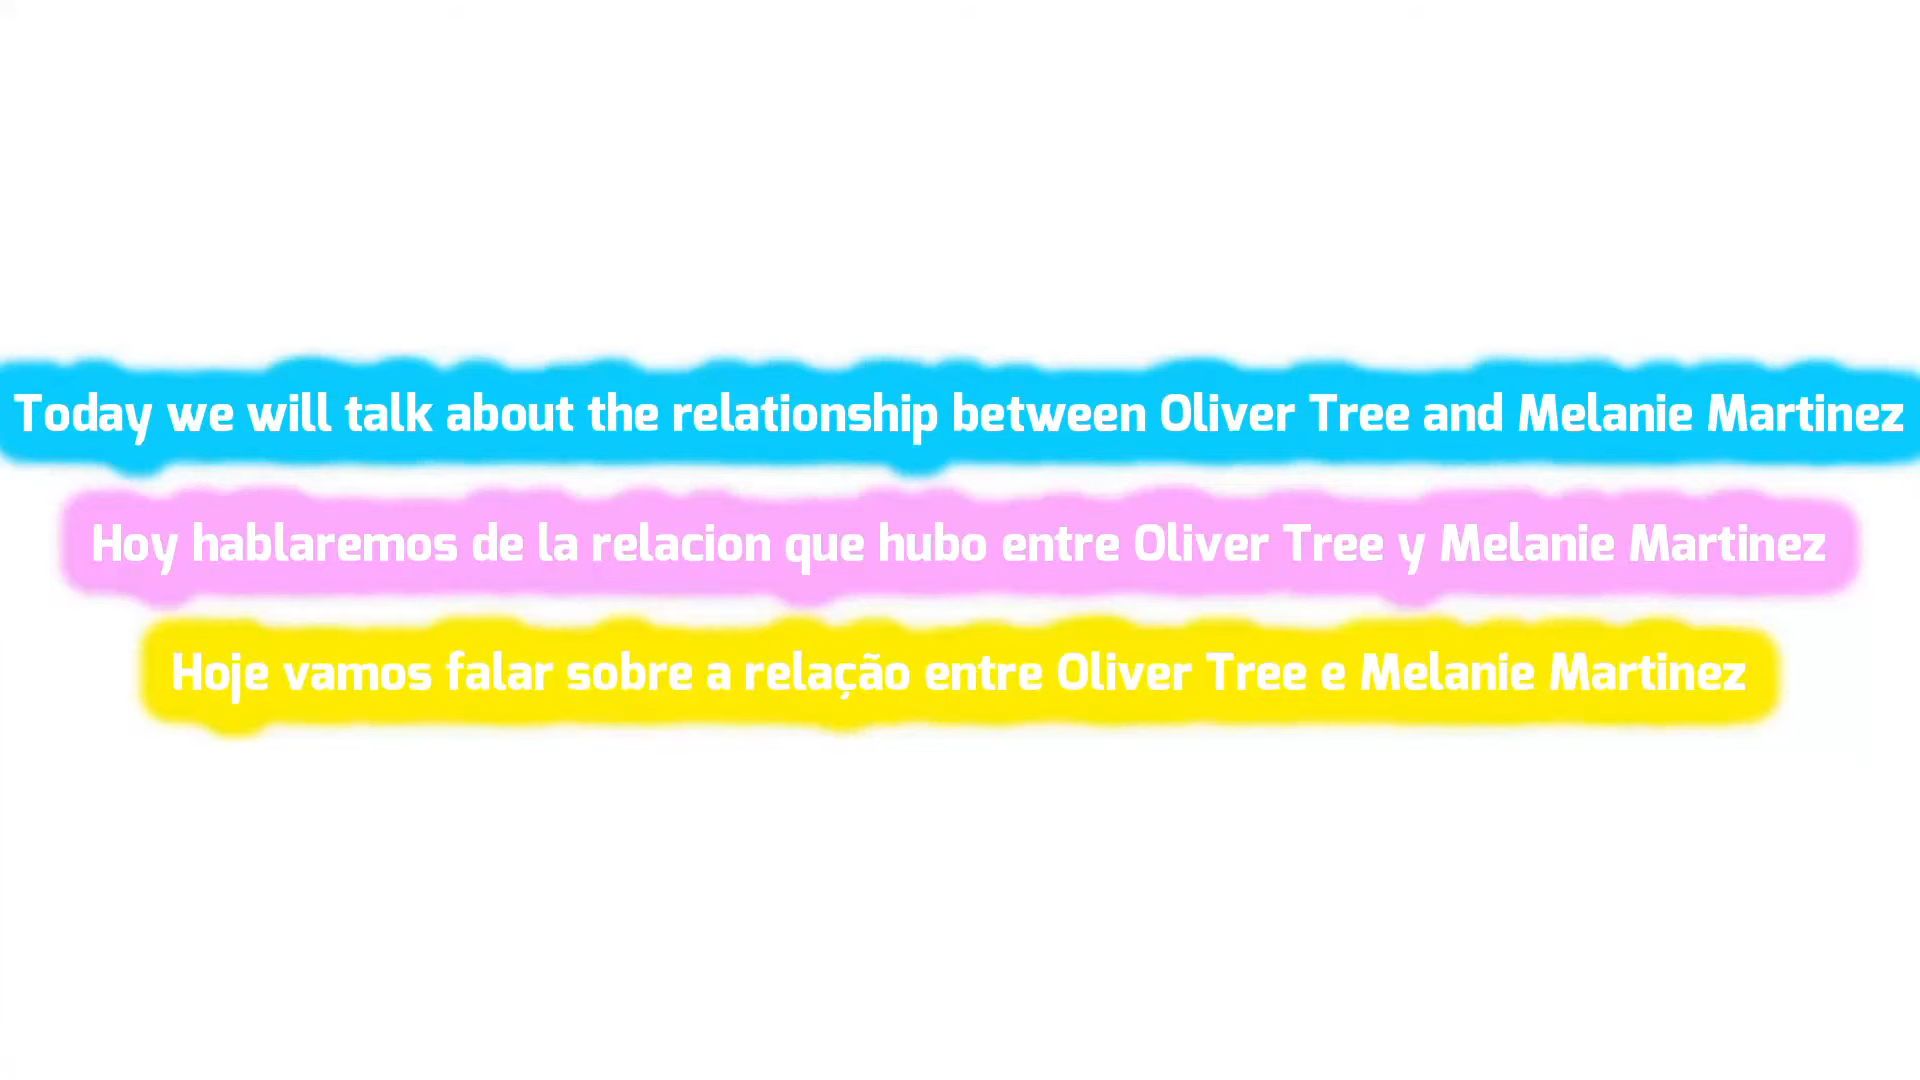 Today we will talk about the relationship between Oliver Tree and Melanie Martinez
Hoy hablaremos de la relacion que hubo entre Oliver Tree y Melanie Martinez
Hoje vamos falar sobre a relação entre Oliver Tree e Melanie Martinez